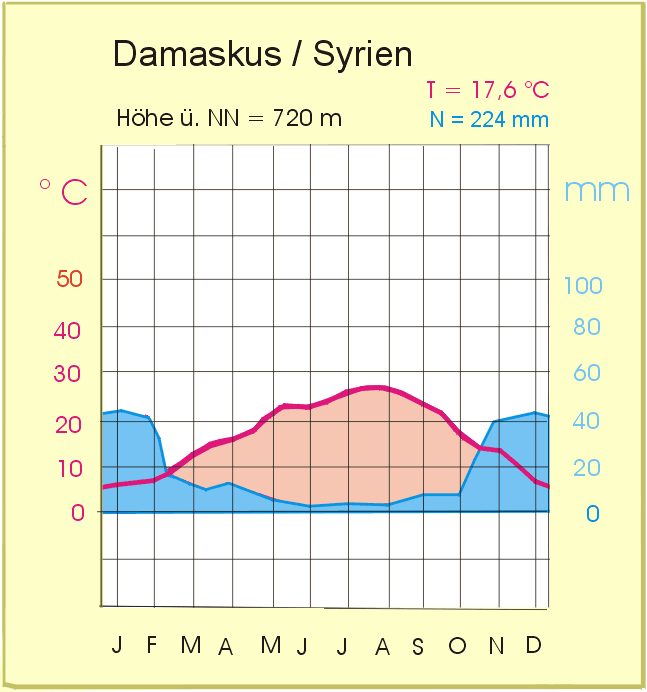 Damaskus / Syrien
T = 17,6 °C
Höhe ü. NN = 720 m
N = 224 mm
° C
mm
50
100
40
80
30
60
20
40
10
20
0
0
J F M A M J J A S O N D